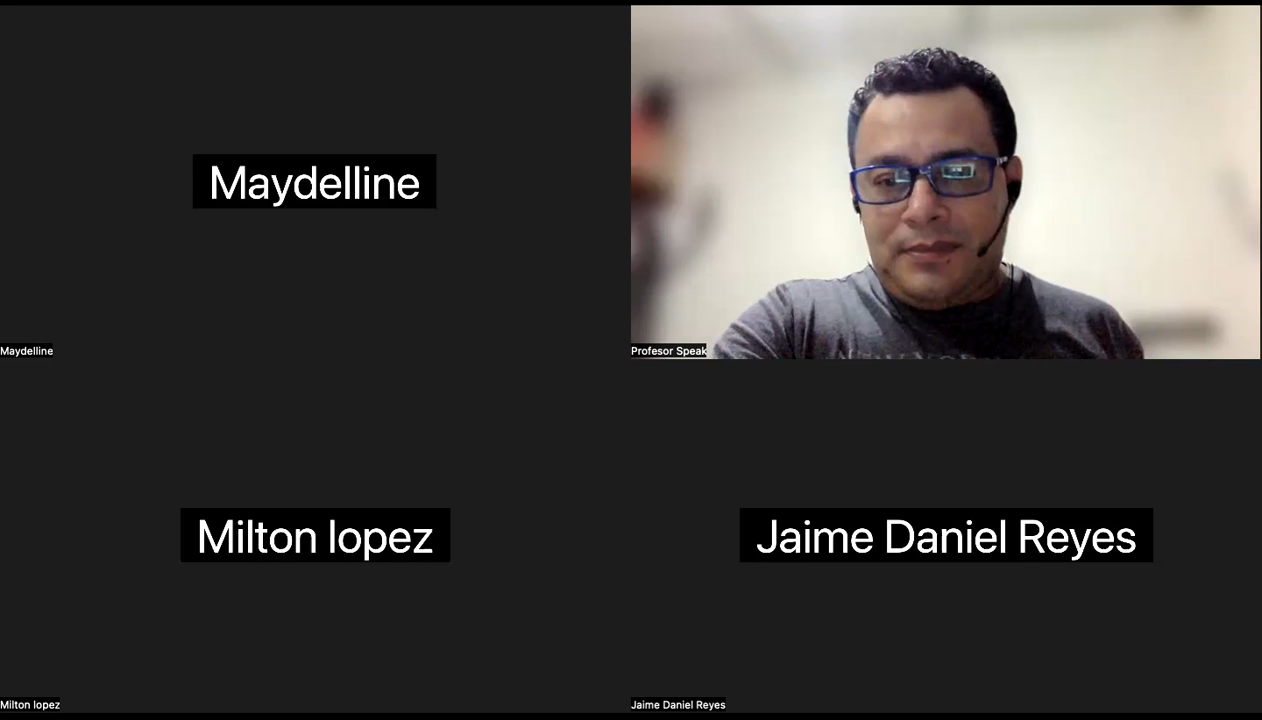 Maydelline
Maydelline
Profesor Speak
Milton lopez
Jaime Daniel Reyes
Milton lopez
Jaime Daniel Reyes